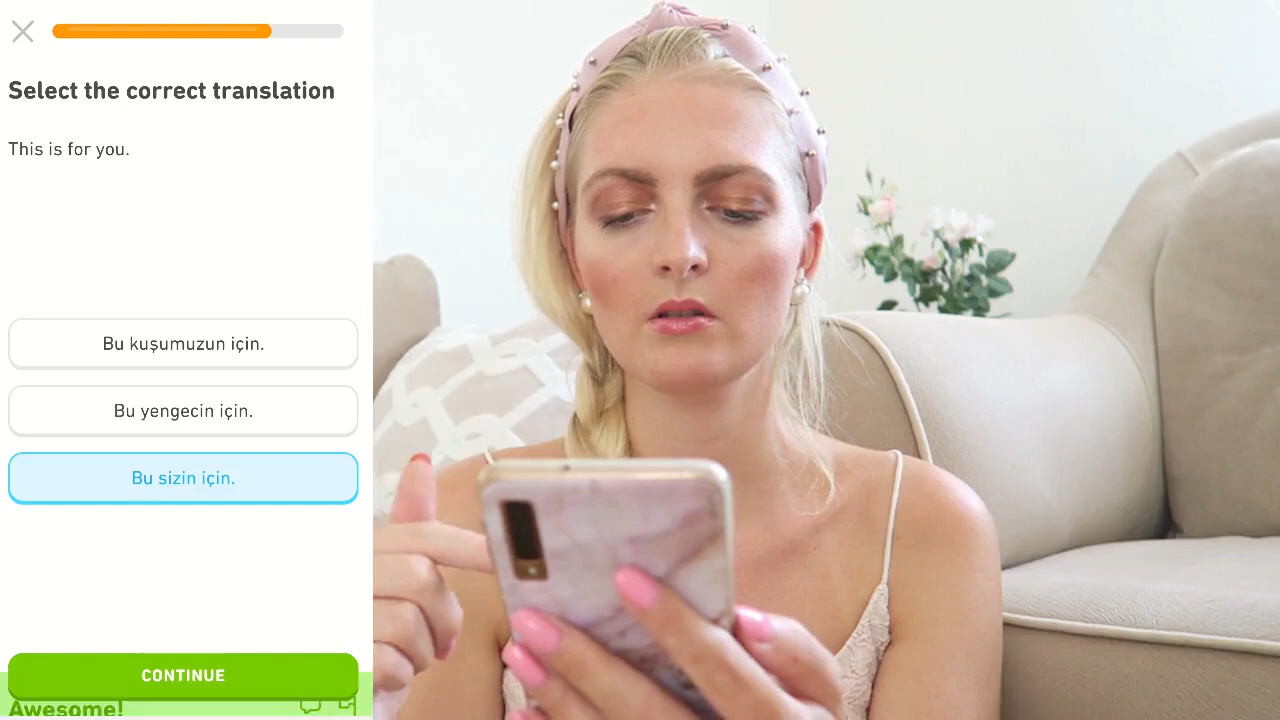 Select the correct translation
This is for you.
Bu kuşumuzun için.
Bu yengecin için.
Bu sizin için.
CONTINUE
Awesome!